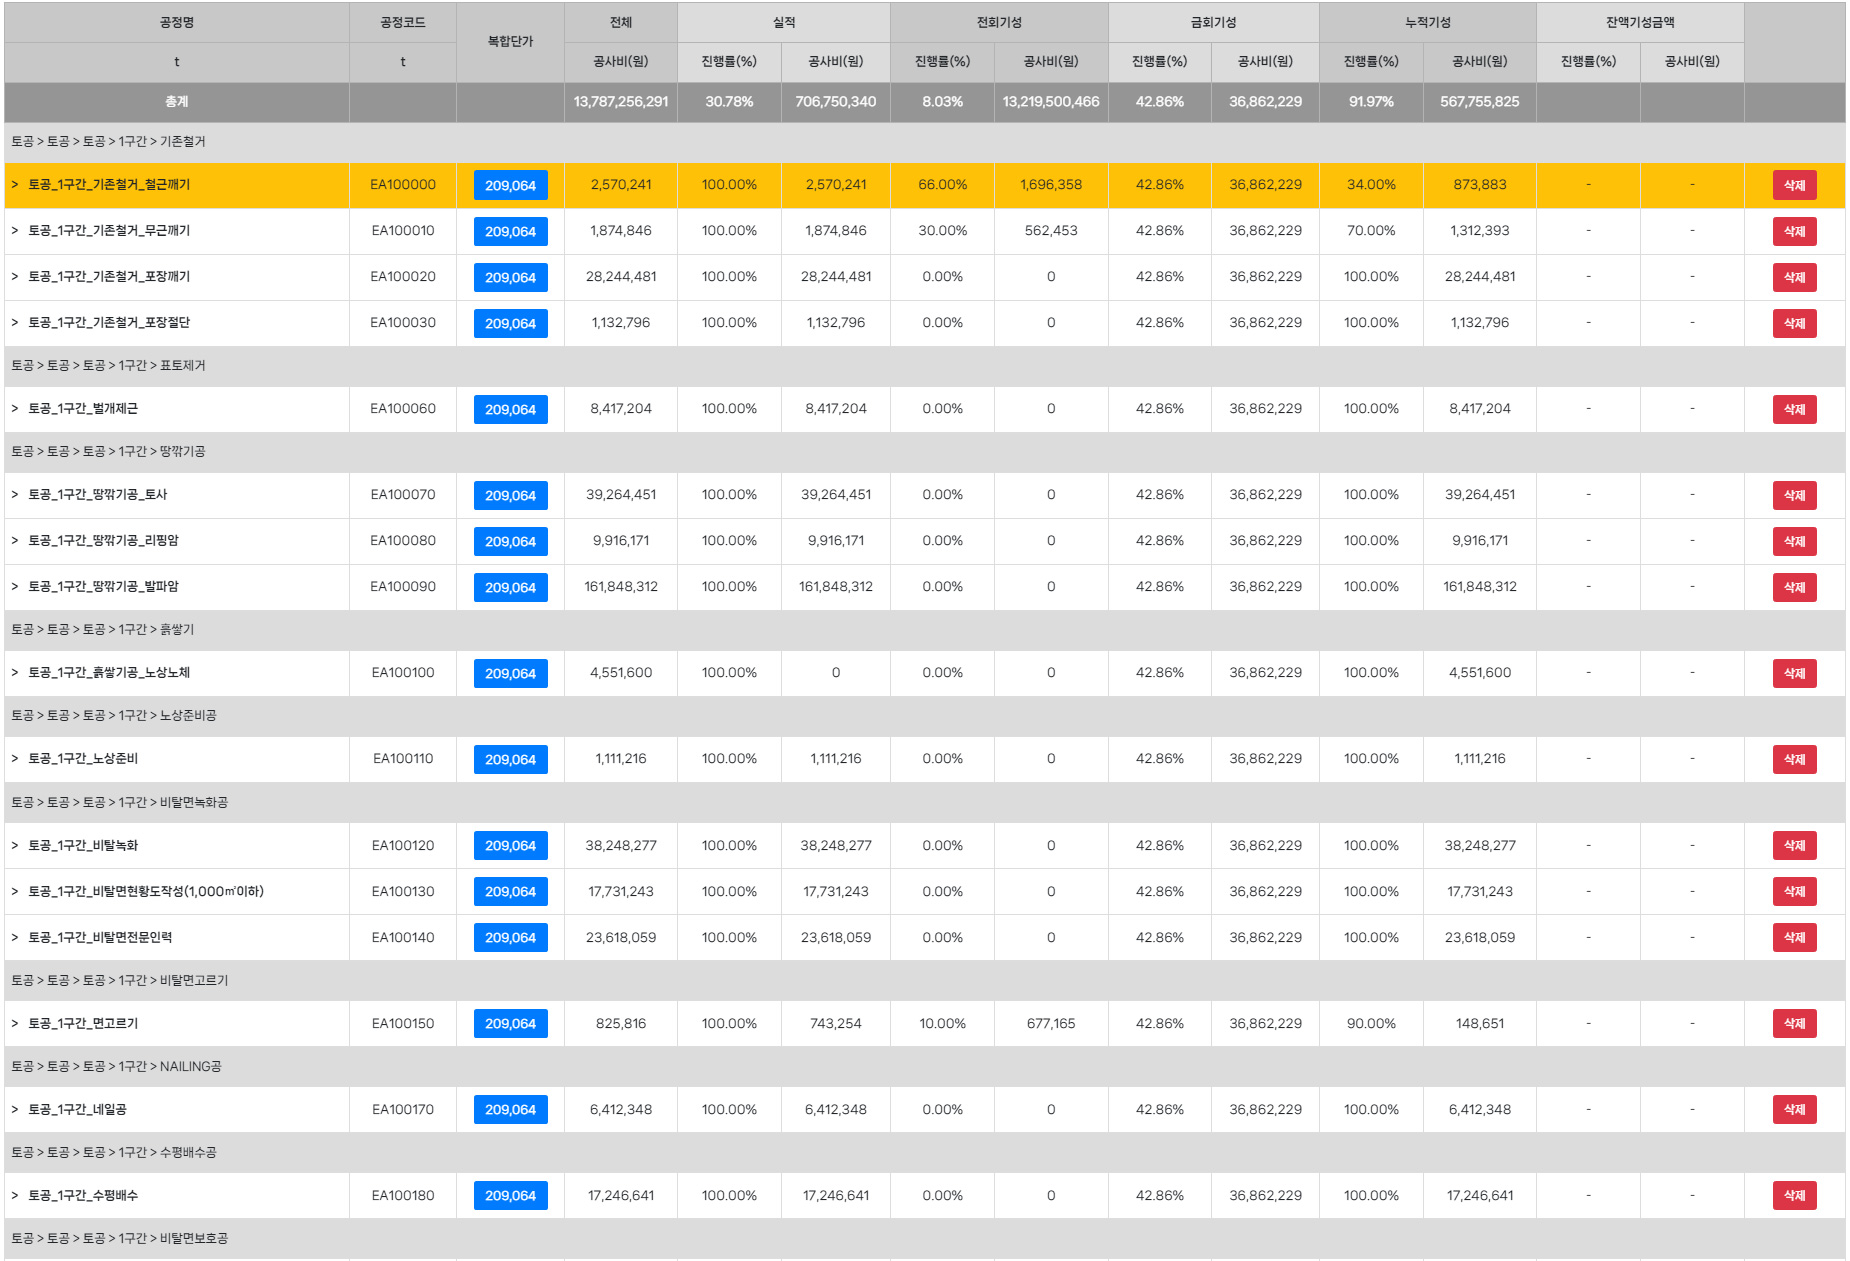 공정명 공정코드 복합단가 전체 실적 전회기성 금회기성 누적기성 잔액기성금액
t t 공사비(원) 진행률(%) 공사비(원) 진행률(%) 공사비(원) 진행률(%) 공사비(원) 진행률(%) 공사비(원) 진행률(%) 공사비(원)
총계 13,787,256,291 30.78% 706,750,340 8.03% 13,219,500,466 42.86% 36,862,229 91.97% 567,755,825
토공 > 토공 > 토공 > 1구간 > 기존철거
> 토공_1구간_기존철거_철근깨기 EA100000 209,064 2,570,241 100.00% 2,570,241 66.00% 1,696,358 42.86% 36,862,229 34.00% 873,883 - - 삭제
> 토공_1구간_기존철거_무근깨기 EA100010 209,064 1,874,846 100.00% 1,874,846 30.00% 562,453 42.86% 36,862,229 70.00% 1,312,393 - - 삭제
> 토공_1구간_기존철거_포장깨기 EA100020 209,064 28,244,481 100.00% 28,244,481 0.00% 0 42.86% 36,862,229 100.00% 28,244,481 - - 삭제
> 토공_1구간_기존철거_포장절단 EA100030 209,064 1,132,796 100.00% 1,132,796 0.00% 0 42.86% 36,862,229 100.00% 1,132,796 - - 삭제
토공 > 토공 > 토공 > 1구간 > 표토제거
> 토공_1구간_벌개제근 EA100060 209,064 8,417,204 100.00% 8,417,204 0.00% 0 42.86% 36,862,229 100.00% 8,417,204 - - 삭제
토공 > 토공 > 토공 > 1구간 > 땅깎기공
> 토공_1구간_땅깎기공_토사 EA100070 209,064 39,264,451 100.00% 39,264,451 0.00% 0 42.86% 36,862,229 100.00% 39,264,451 - - 삭제
> 토공_1구간_땅깎기공_리핑암 EA100080 209,064 9,916,171 100.00% 9,916,171 0.00% 0 42.86% 36,862,229 100.00% 9,916,171 - - 삭제
> 토공_1구간_땅깎기공_발파암 EA100090 209,064 161,848,312 100.00% 161,848,312 0.00% 0 42.86% 36,862,229 100.00% 161,848,312 - - 삭제
토공 > 토공 > 토공 > 1구간 > 흙쌓기
> 토공_1구간_흙쌓기공_노상노체 EA100100 209,064 4,551,600 100.00% 0 0.00% 0 42.86% 36,862,229 100.00% 4,551,600 - - 삭제
토공 > 토공 > 토공 > 1구간 > 노상준비공
> 토공_1구간_노상준비 EA100110 209,064 1,111,216 100.00% 1,111,216 0.00% 0 42.86% 36,862,229 100.00% 1,111,216 - - 삭제
토공 > 토공 > 토공 > 1구간 > 비탈면녹화공
> 토공_1구간_비탈녹화 EA100120 209,064 38,248,277 100.00% 38,248,277 0.00% 0 42.86% 36,862,229 100.00% 38,248,277 - - 삭제
> 토공_1구간_비탈면현황도작성(1,000㎡이하) EA100130 209,064 17,731,243 100.00% 17,731,243 0.00% 0 42.86% 36,862,229 100.00% 17,731,243 - - 삭제
> 토공_1구간_비탈면전문인력 EA100140 209,064 23,618,059 100.00% 23,618,059 0.00% 0 42.86% 36,862,229 100.00% 23,618,059 - - 삭제
토공 > 토공 > 토공 > 1구간 > 비탈면고르기
> 토공_1구간_면고르기 EA100150 209,064 825,816 100.00% 743,254 10.00% 677,165 42.86% 36,862,229 90.00% 148,651 - - 삭제
토공 > 토공 > 토공 > 1구간 > NAILING공
> 토공_1구간_네일공 EA100170 209,064 6,412,348 100.00% 6,412,348 0.00% 0 42.86% 36,862,229 100.00% 6,412,348 - - 삭제
토공 > 토공 > 토공 > 1구간 > 수평배수공
> 토공_1구간_수평배수 EA100180 209,064 17,246,641 100.00% 17,246,641 0.00% 0 42.86% 36,862,229 100.00% 17,246,641 - - 삭제
토공 > 토공 > 토공 > 1구간 > 비탈면보호공